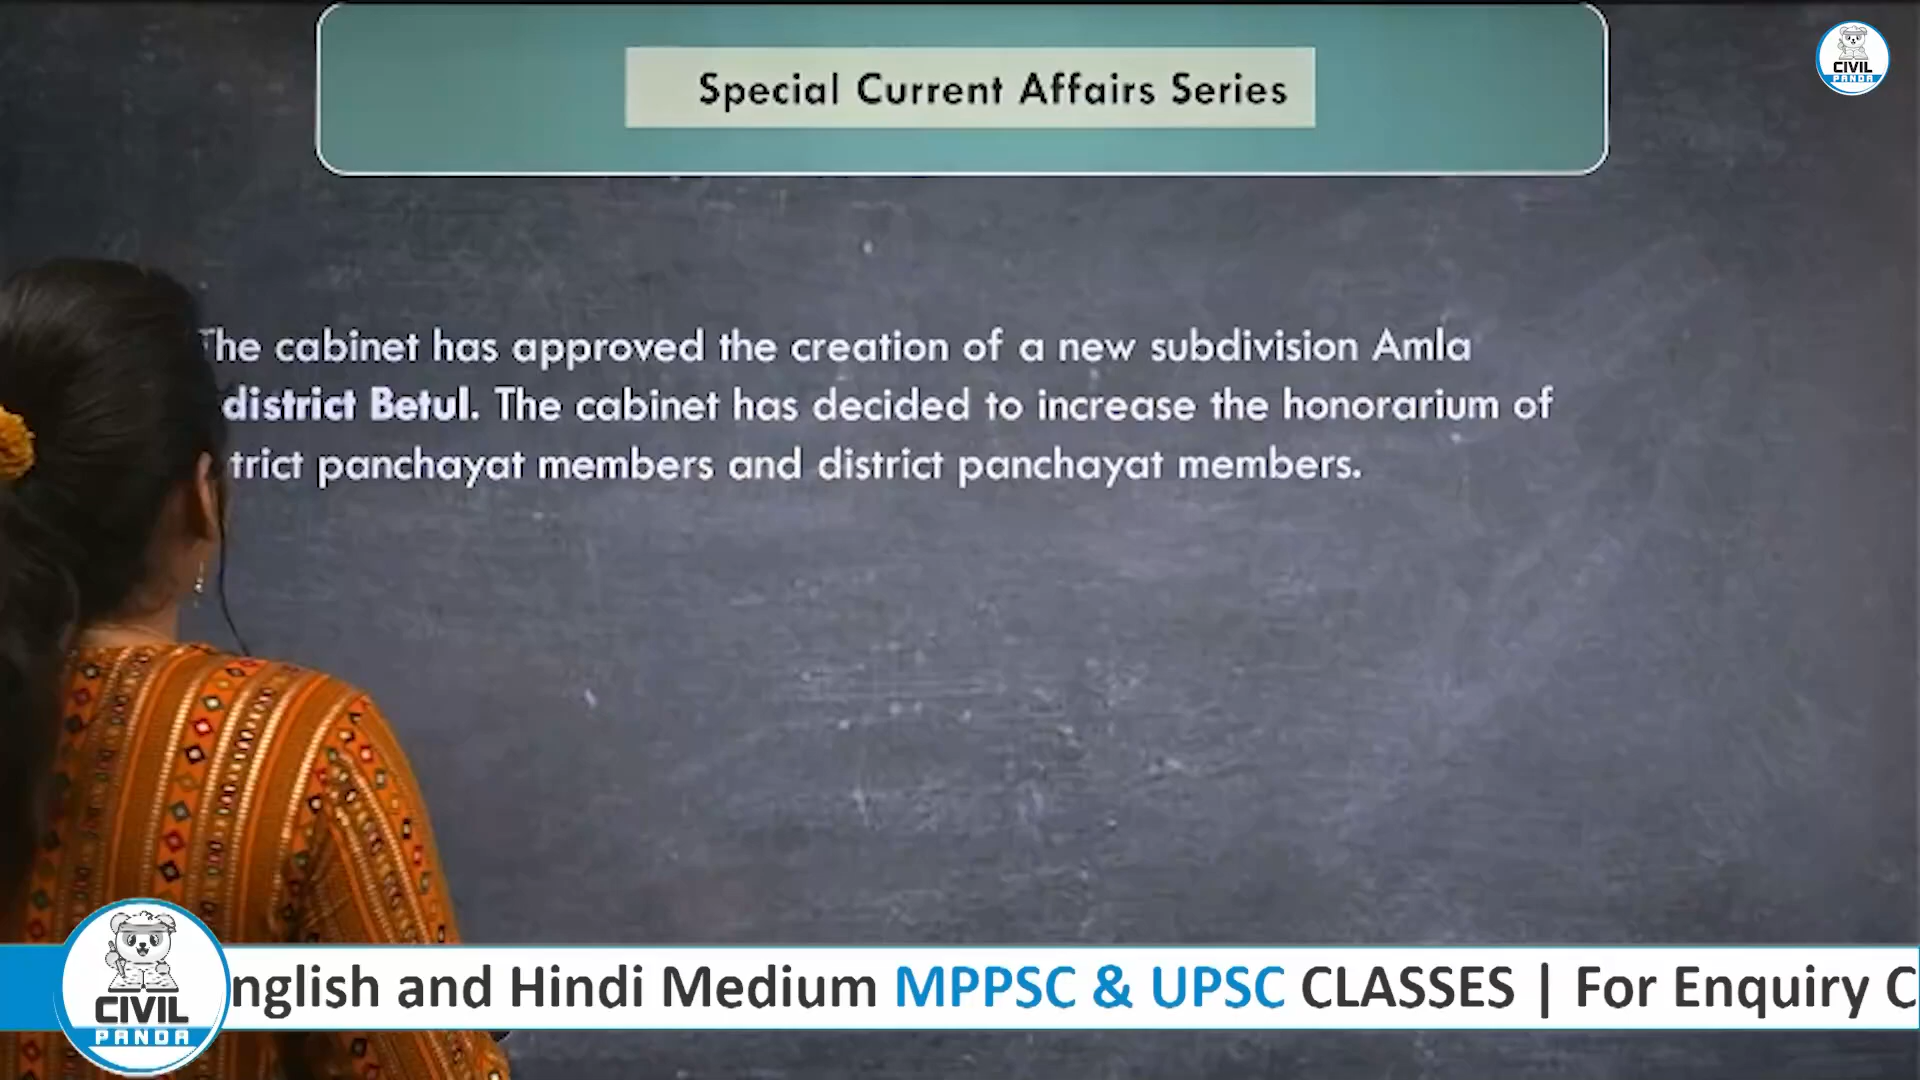 Special Current Affairs Series
CIVIL
PANDA
The cabinet has approved the creation of a new subdivision Amla
district Betul. The cabinet has decided to increase the honorarium of
trict panchayat members and district panchayat members.
nglish and Hindi Medium MPPSC & UPSC CLASSES | For Enquiry C
CIVIL
PANDA